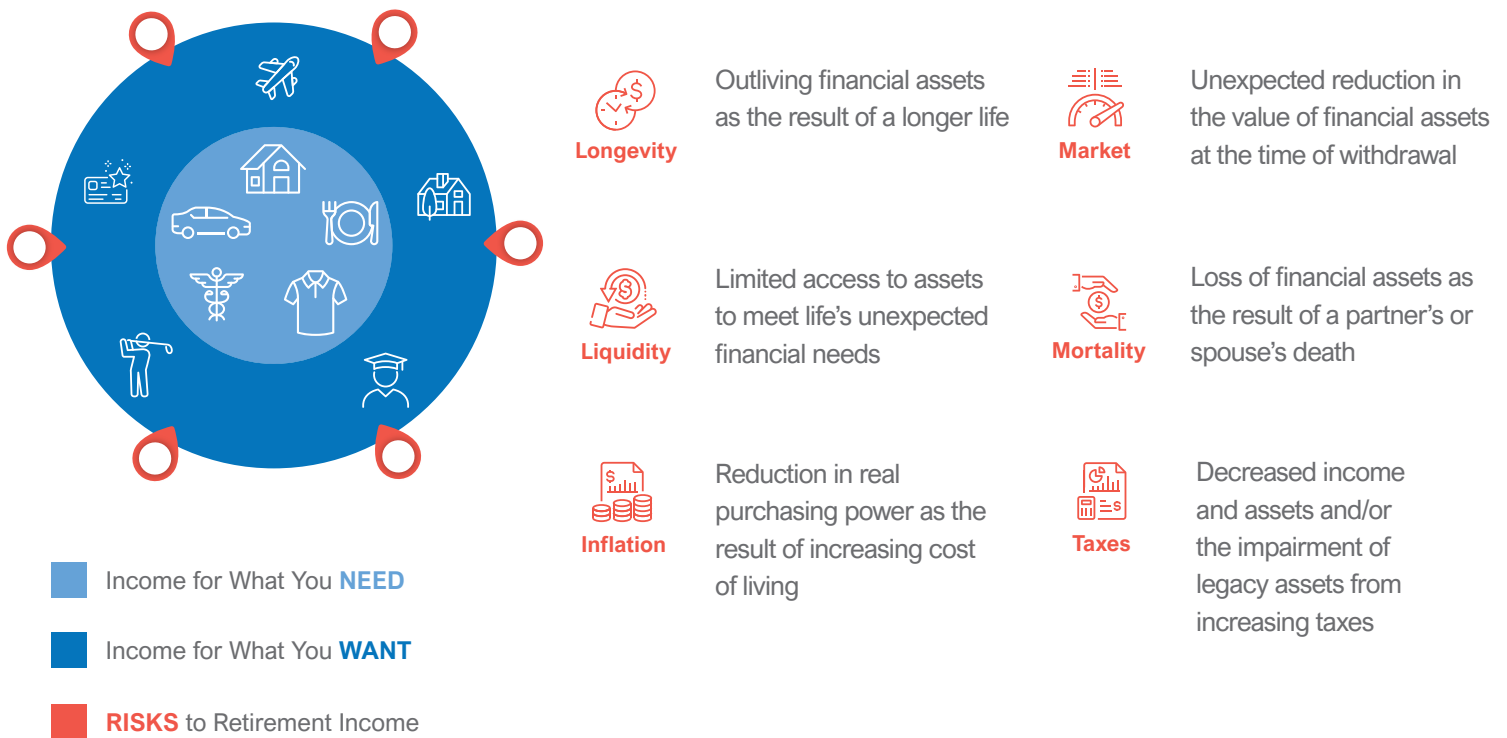 Longevity
Outliving financial assets
as the result of a longer life
Market
Unexpected reduction in
the value of financial assets
at the time of withdrawal
Liquidity
Limited access to assets
to meet life's unexpected
financial needs
Mortality
Loss of financial assets as
the result of a partner's or
spouse's death
Inflation
Reduction in real
purchasing power as the
result of increasing cost
of living
Taxes
Decreased income
and assets and/or
the impairment of
legacy assets from
increasing taxes
Income for What You NEED
Income for What You WANT
RISKS to Retirement Income